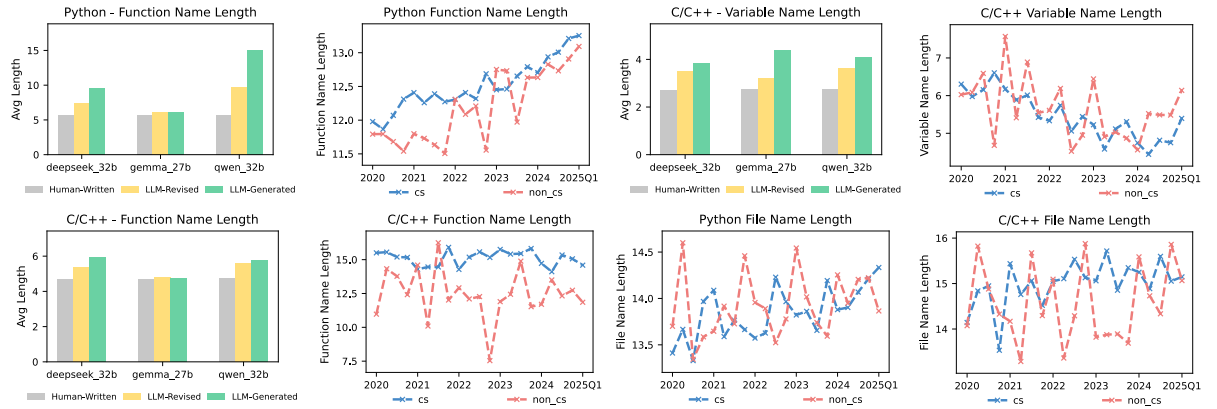 Python - Function Name Length
Avg Length
15
10
5
0
deepseek_32b gemma_27b qwen_32b
Human-Written LLM-Revised LLM-Generated
Python Function Name Length
Function Name Length
13.0
12.5
12.0
11.5
2020 2021 2022 2023 2024 2025Q1
cs non_cs
C/C++ - Variable Name Length
Avg Length
4
2
0
deepseek_32b gemma_27b qwen_32b
Human-Written LLM-Revised LLM-Generated
C/C++ Variable Name Length
Variable Name Length
7
6
5
2020 2021 2022 2023 2024 2025Q1
cs non_cs
C/C++ - Function Name Length
Avg Length
6
4
2
0
deepseek_32b gemma_27b qwen_32b
Human-Written LLM-Revised LLM-Generated
C/C++ Function Name Length
Function Name Length
15.0
12.5
10.0
7.5
2020 2021 2022 2023 2024 2025Q1
cs non_cs
Python File Name Length
File Name Length
14.5
14.0
13.5
2020 2021 2022 2023 2024 2025Q1
cs non_cs
C/C++ File Name Length
File Name Length
16
15
14
2020 2021 2022 2023 2024 2025Q1
cs non_cs